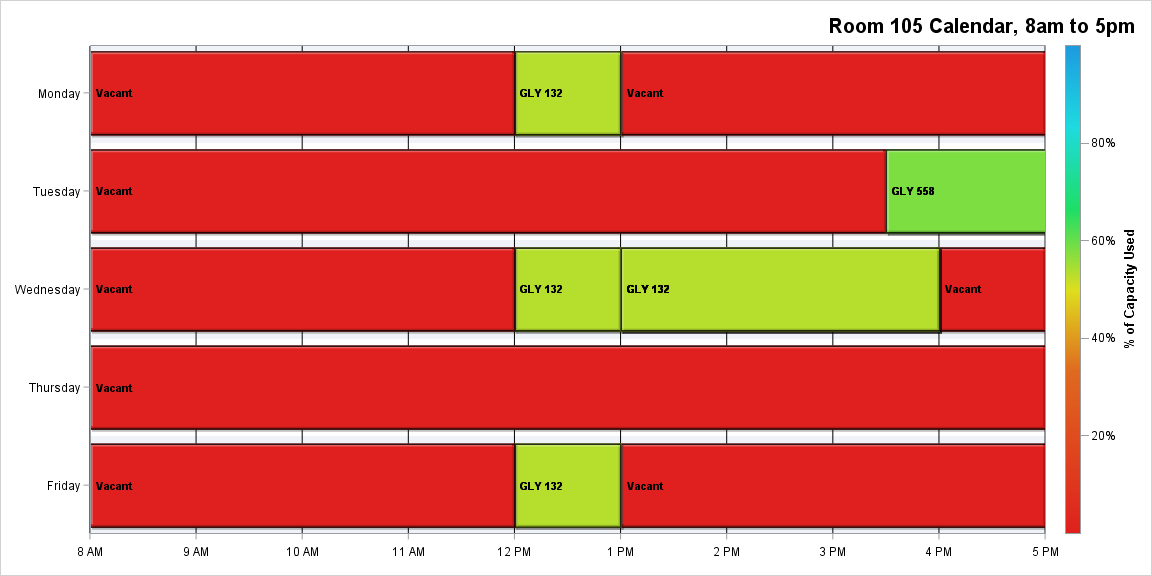 Room 105 Calendar, 8am to 5pm
Monday
Vacant
GLY 132
Vacant
Tuesday
Vacant
GLY 558
Wednesday
Vacant
GLY 132
GLY 132
Vacant
Thursday
Vacant
Friday
Vacant
GLY 132
Vacant
8 AM
9 AM
10 AM
11 AM
12 PM
1 PM
2 PM
3 PM
4 PM
5 PM
80%
60%
40%
20%
% of Capacity Used